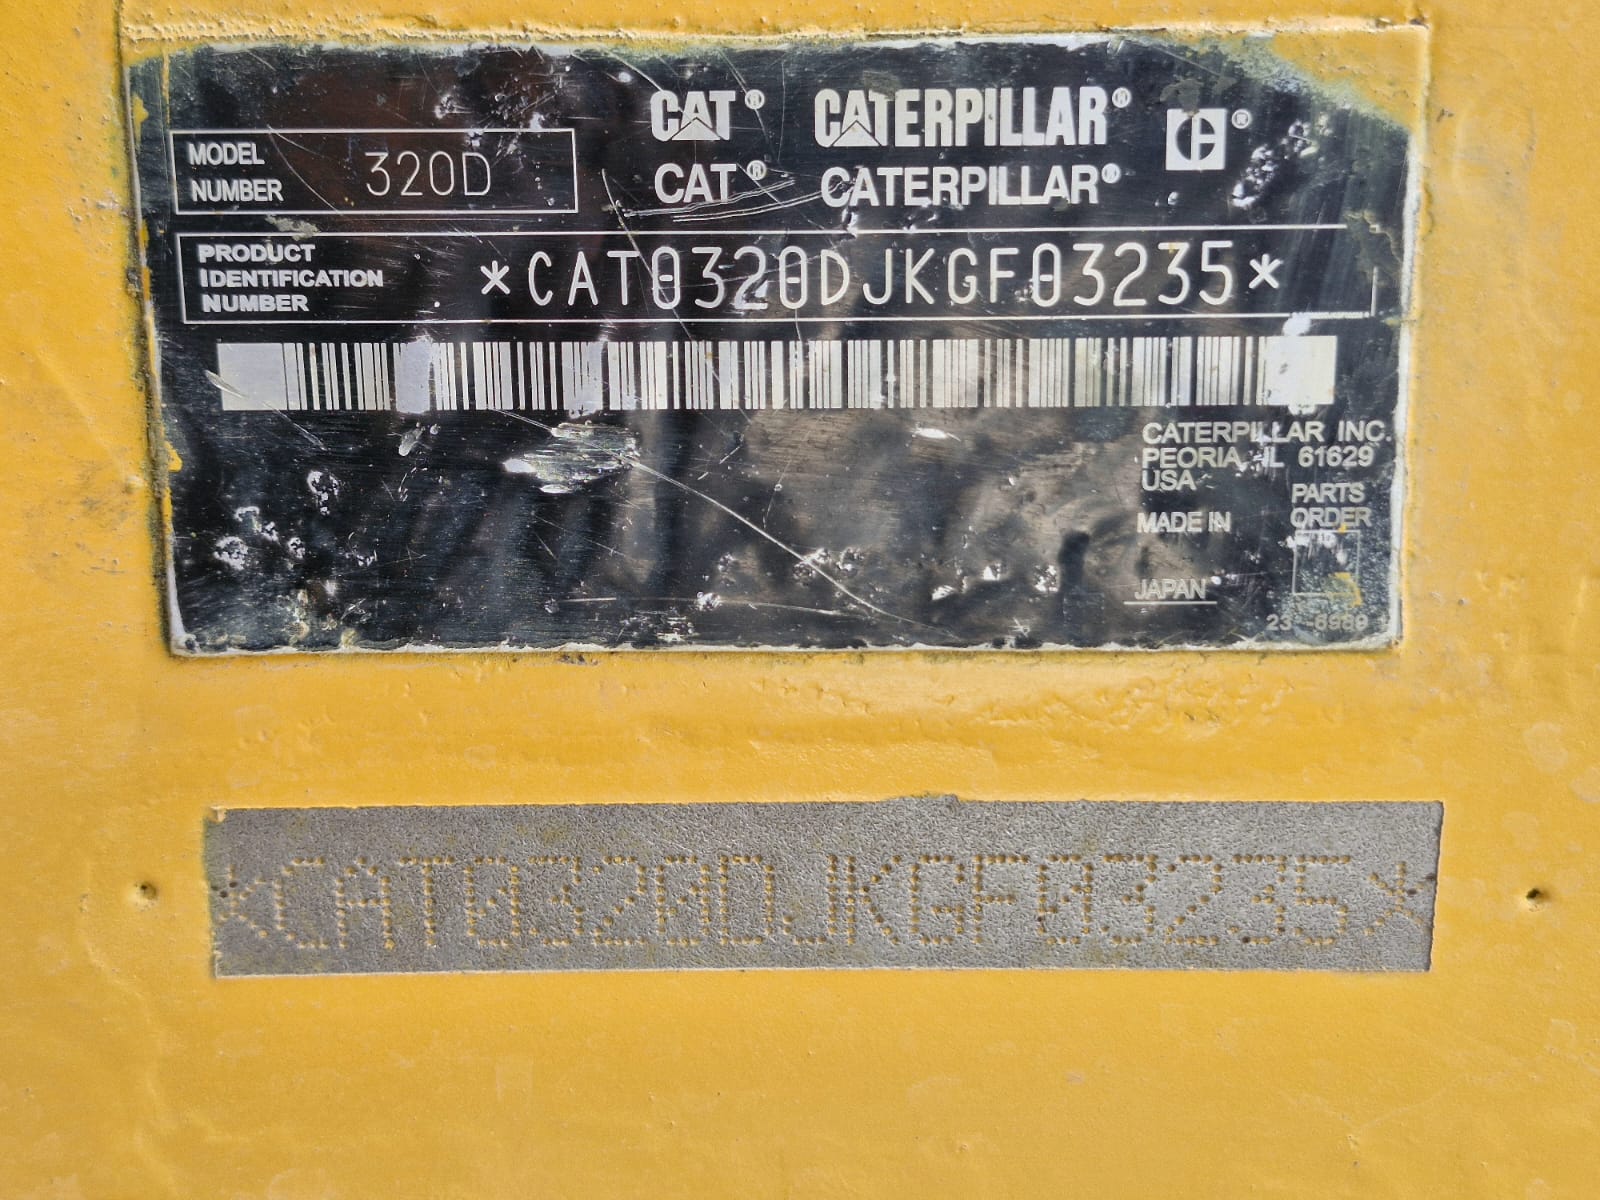 CAT® CATERPILLAR®
CAT® CATERPILLAR®
MODEL
NUMBER 320D
PRODUCT
IDENTIFICATION
NUMBER
*CAT0320DJKGF03235*
CATERPILLAR INC.
PEORIA, IL 61629
USA
PARTS
ORDER
MADE IN
JAPAN
*CAT0320DJKGF03235*